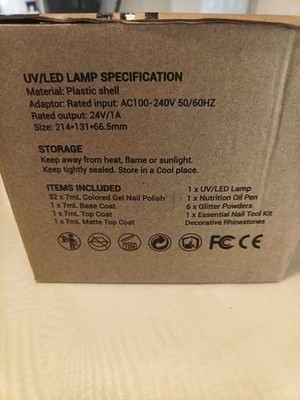 UV/LED LAMP SPECIFICATION
Material: Plastic shell
Adaptor: Rated input: AC100-240V 50/60HZ
Rated output: 24V/1A
Size: 214*131*66.5mm
STORAGE
Keep away from heat, flame or sunlight.
Keep tightly sealed. Store in a Cool place.
ITEMS INCLUDED
32 x 7mL Colored Gel Nail Polish
1 x 7mL Base Coat
1 x 7mL Top Coat
1 x 7mL Matte Top Coat
1 x UV/LED Lamp
1 x Nutrition Oil Pen
6 x Glitter Powders
1 x Essential Nail Tool Kit
Decorative Rhinestones
FC CE